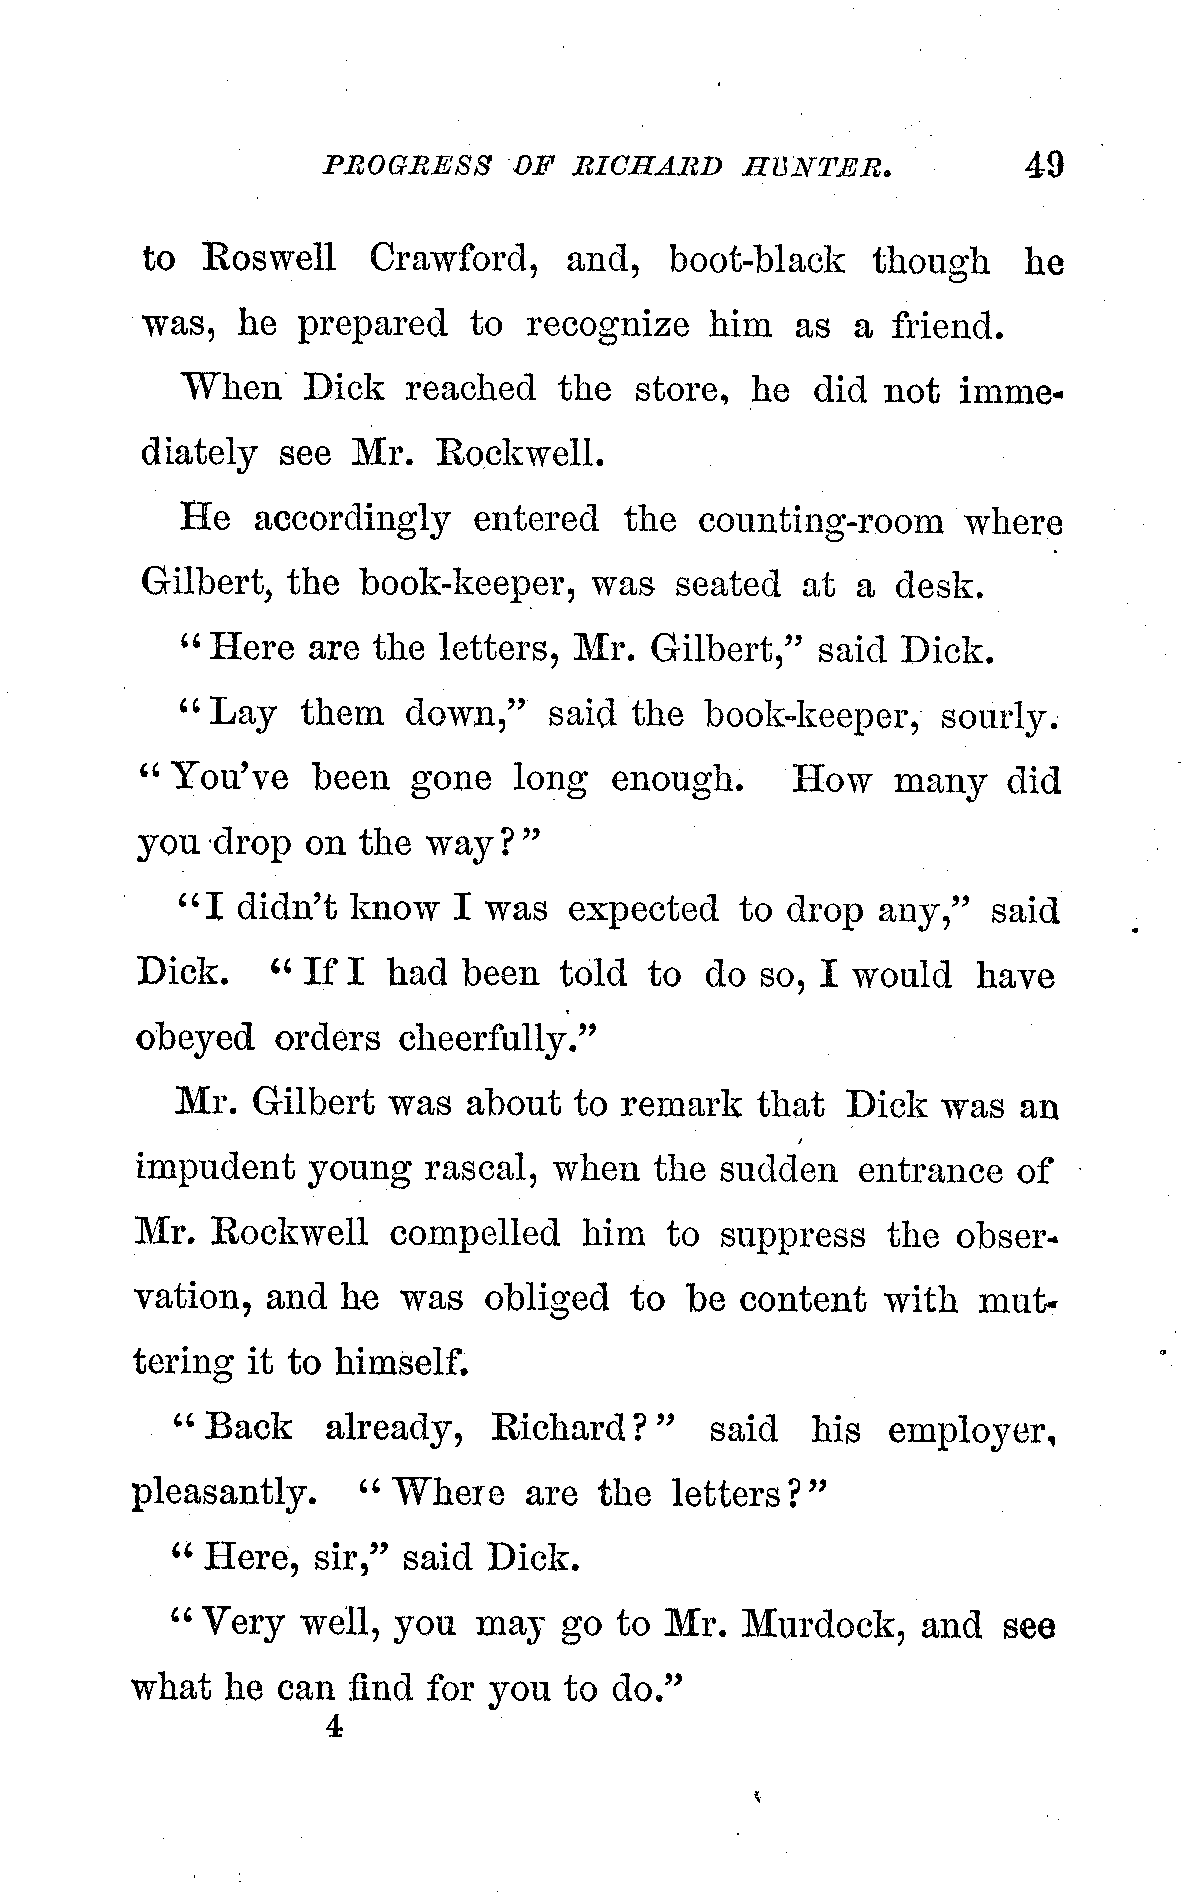 PROGRESS OF RICHARD HUNTER. 49
to Roswell Crawford, and, boot-black though he
was, he prepared to recognize him as a friend.
When Dick reached the store, he did not imme-
diately see Mr. Rockwell.
He accordingly entered the counting-room where
Gilbert, the book-keeper, was seated at a desk.
"Here are the letters, Mr. Gilbert," said Dick.
"Lay them down," said the book-keeper, sourly.
"You've been gone long enough. How many did
you drop on the way?"
"I didn't know I was expected to drop any," said
Dick. "If I had been told to do so, I would have
obeyed orders cheerfully."
Mr. Gilbert was about to remark that Dick was an
impudent young rascal, when the sudden entrance of
Mr. Rockwell compelled him to suppress the obser-
vation, and he was obliged to be content with mut-
tering it to himself.
"Back already, Richard?" said his employer,
pleasantly. "Where are the letters?"
"Here, sir," said Dick.
"Very well, you may go to Mr. Murdock, and see
what he can find for you to do."
4